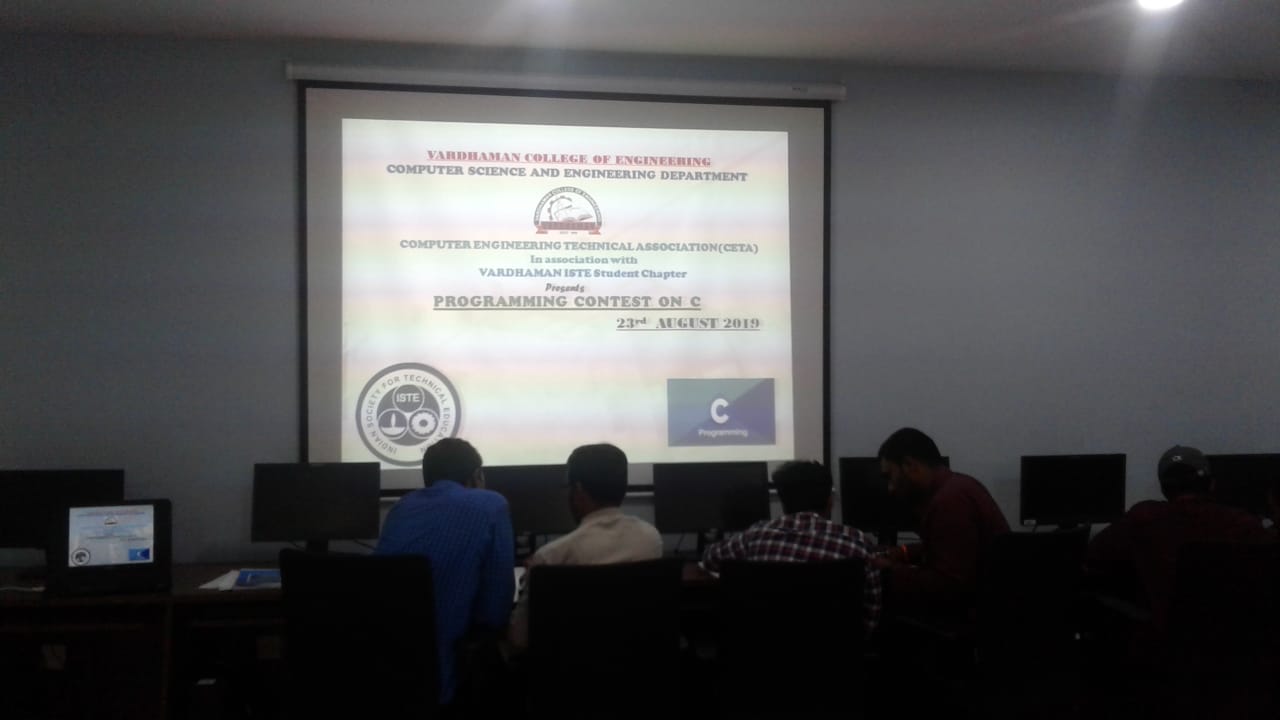 VARDHAMAN COLLEGE OF ENGINEERING
COMPUTER SCIENCE AND ENGINEERING DEPARTMENT
COMPUTER ENGINEERING TECHNICAL ASSOCIATION(CETA)
In association with
VARDHAMAN ISTE Student Chapter
Presents
PROGRAMMING CONTEST ON C
23rd AUGUST 2019
INDIAN SOCIETY FOR TECHNICAL EDUCATION
ISTE
C
Programming